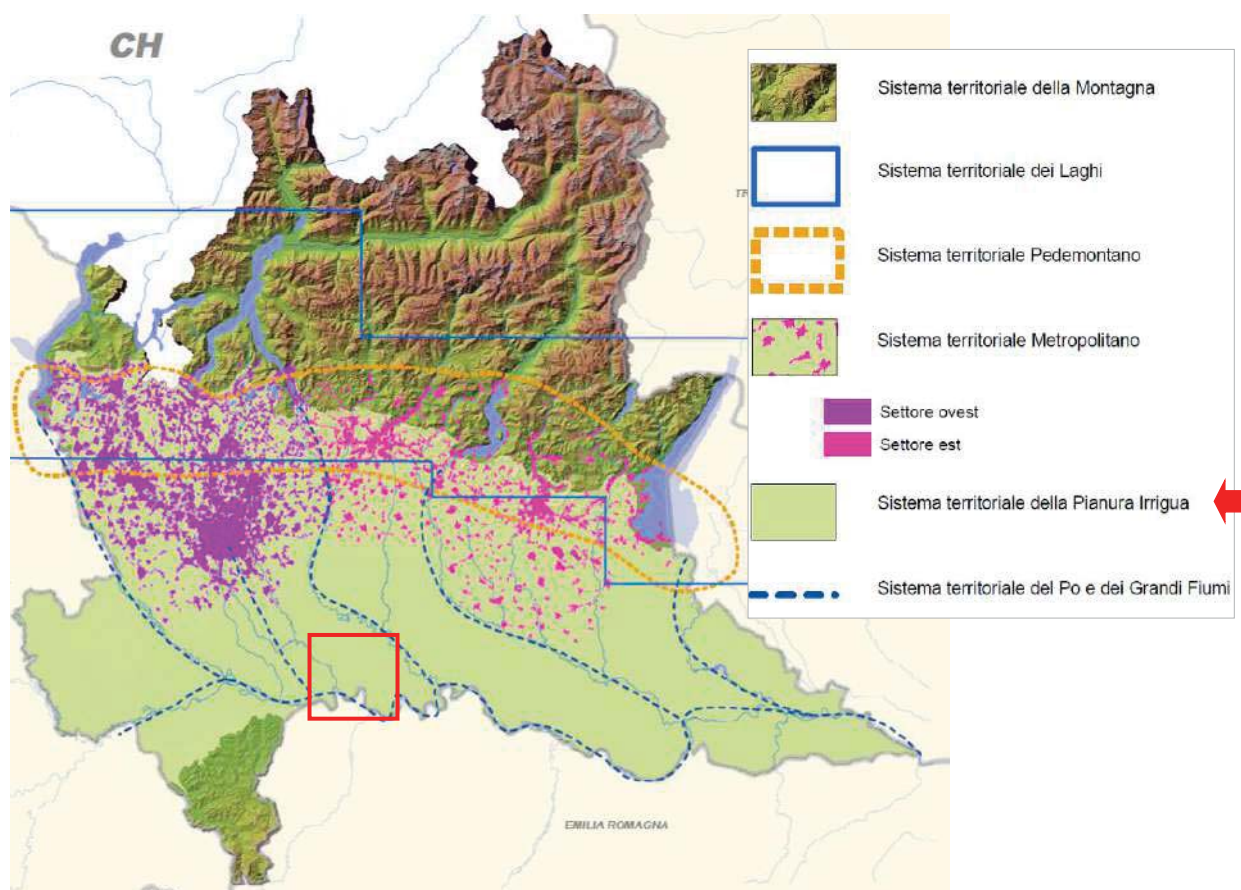 CH
Sistema territoriale della Montagna
Sistema territoriale dei Laghi
Sistema territoriale Pedemontano
Sistema territoriale Metropolitano
Settore ovest
Settore est
Sistema territoriale della Pianura Irrigua
Sistema territoriale del Po e dei Grandi Fiumi
EMILIA ROMAGNA